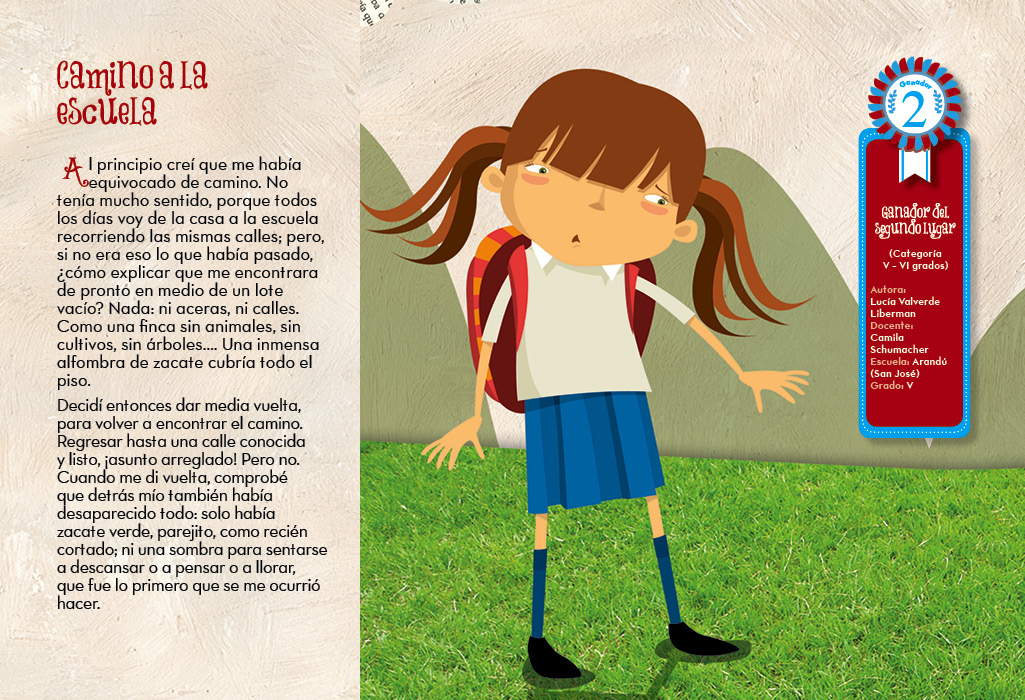 Camino a la
escuela
Al principio creí que me había
equivocado de camino. No
tenía mucho sentido, porque todos
los días voy de la casa a la escuela
recorriendo las mismas calles; pero,
si no era eso lo que había pasado,
¿cómo explicar que me encontrara
de prontó en medio de un lote
vacío? Nada: ni aceras, ni calles.
Como una finca sin animales, sin
cultivos, sin árboles.... Una inmensa
alfombra de zacate cubría todo el
piso.
Decidí entonces dar media vuelta,
para volver a encontrar el camino.
Regresar hasta una calle conocida
y listo, ¡asunto arreglado! Pero no.
Cuando me di vuelta, comprobé
que detrás mío también había
desaparecido todo: solo había
zacate verde, parejito, como recién
cortado; ni una sombra para sentarse
a descansar o a pensar o a llorar,
que fue lo primero que se me ocurrió
hacer.
Ganador
2
Ganador del
segundo lugar
(Categoría
V - VI grados)
Autora:
Lucía Valverde
Liberman
Docente:
Camila
Schumacher
Escuela: Arandú
(San José)
Grado: V